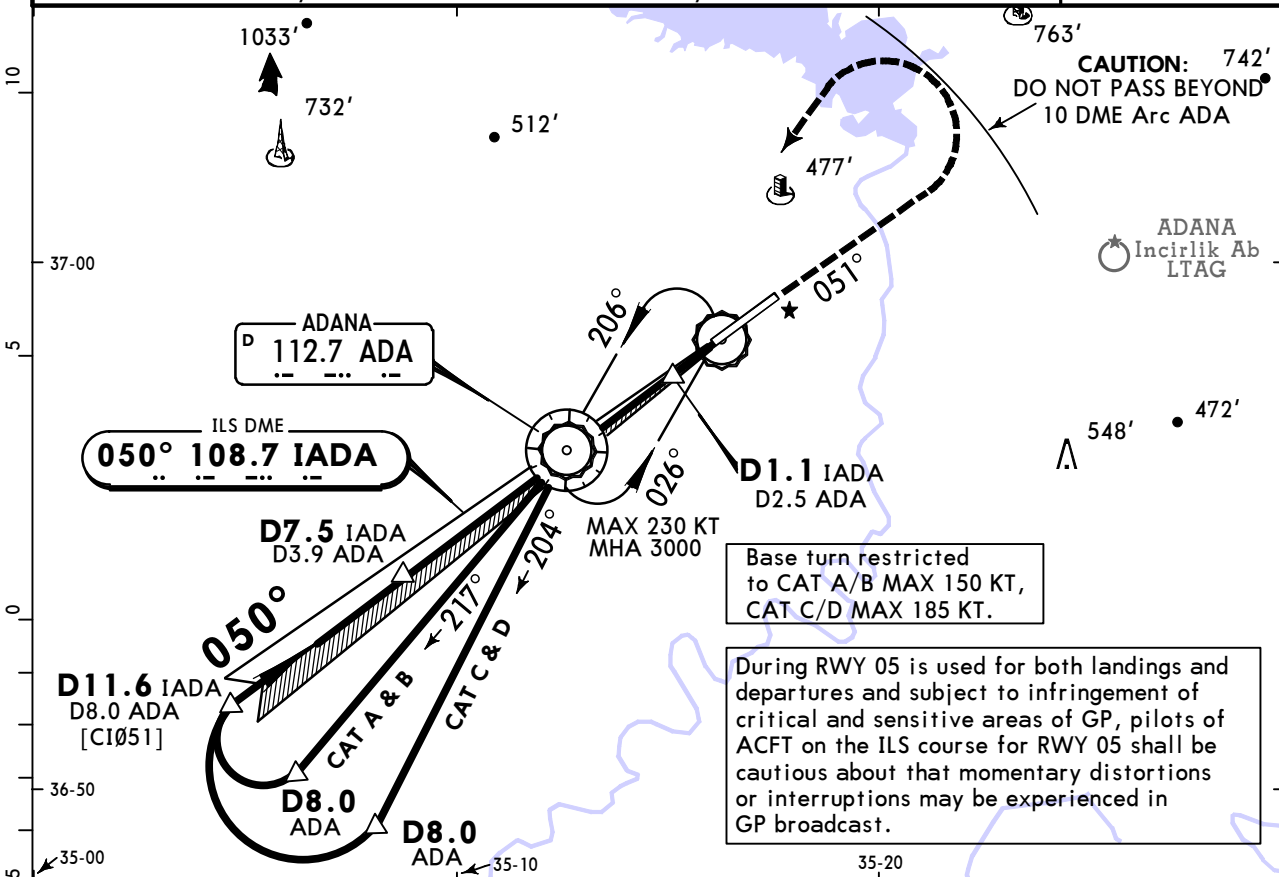 1033'
732'
512'
763'
742'
CAUTION:
DO NOT PASS BEYOND
10 DME Arc ADA
477'
10
37-00
ADANA
Incirlik Ab
LTAG
051°
206°
ADANA
D 112.7 ADA
ILS DME
050° 108.7 IADA
026°
D1.1 IADA
D2.5 ADA
548'
472'
5
MAX 230 KT
MHA 3000
D7.5 IADA
D3.9 ADA
204°
217°
050°
CAT A & B
CAT C & D
Base turn restricted
to CAT A/B MAX 150 KT,
CAT C/D MAX 185 KT.
0
D11.6 IADA
D8.0 ADA
[CIØ51]
During RWY 05 is used for both landings and
departures and subject to infringement of
critical and sensitive areas of GP, pilots of
ACFT on the ILS course for RWY 05 shall be
cautious about that momentary distortions
or interruptions may be experienced in
GP broadcast.
36-50
D8.0
ADA
D8.0
ADA
35-00
35-10
35-20
5